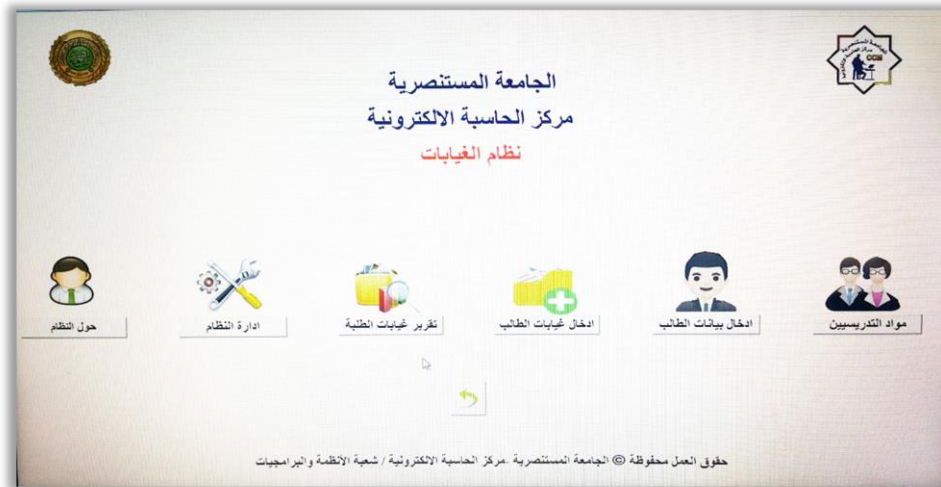 الجامعة المستنصرية
مركز الحاسبة الالكترونية
نظام الغيابات
مواد التدريسيين
ادخال بيانات الطالب
ادخال غيابات الطالب
تقرير غيابات الطلبة
ادارة النظام
حول النظام
حقوق العمل محفوظة © الجامعة المستنصرية .مركز الحاسبة الالكترونية / شعبة الأنظمة والبرامجيات